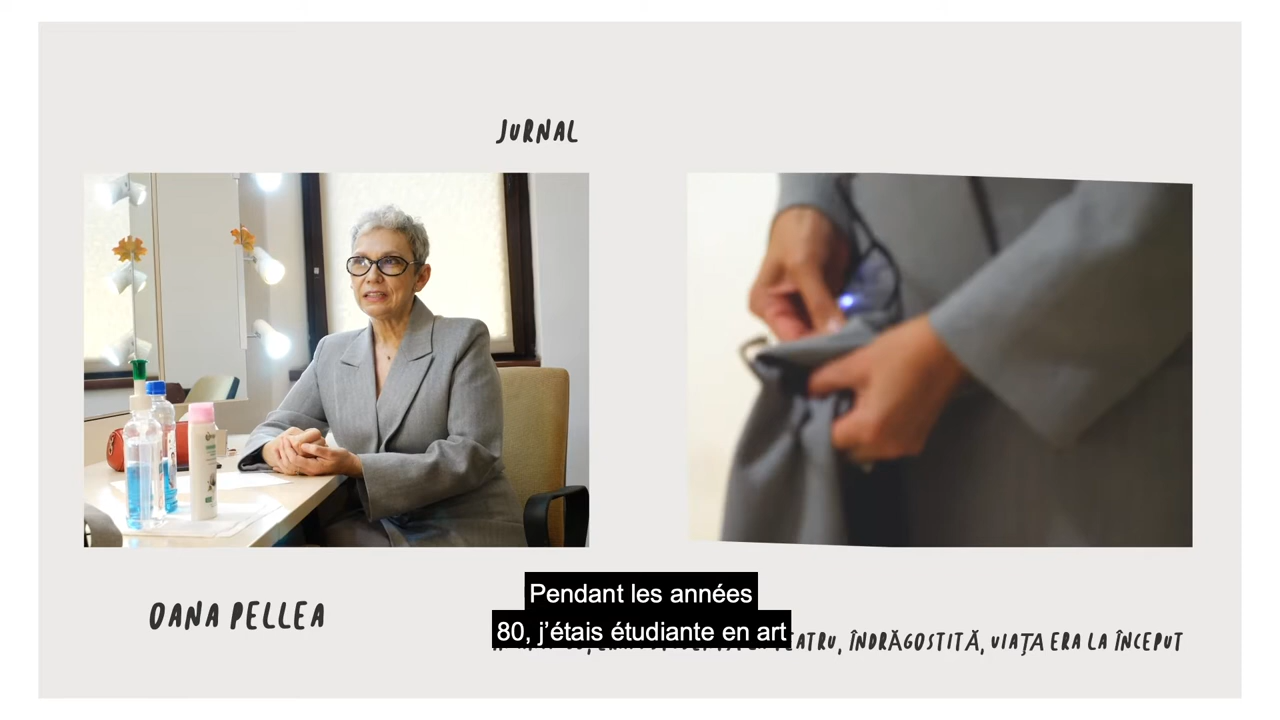 JURNAL
OANA PELLEA
Pendant les années
80, j'étais étudiante en art
TEATRU, ÎNDRĂGOSTITĂ, VIAȚA ERA LA ÎNCEPUT